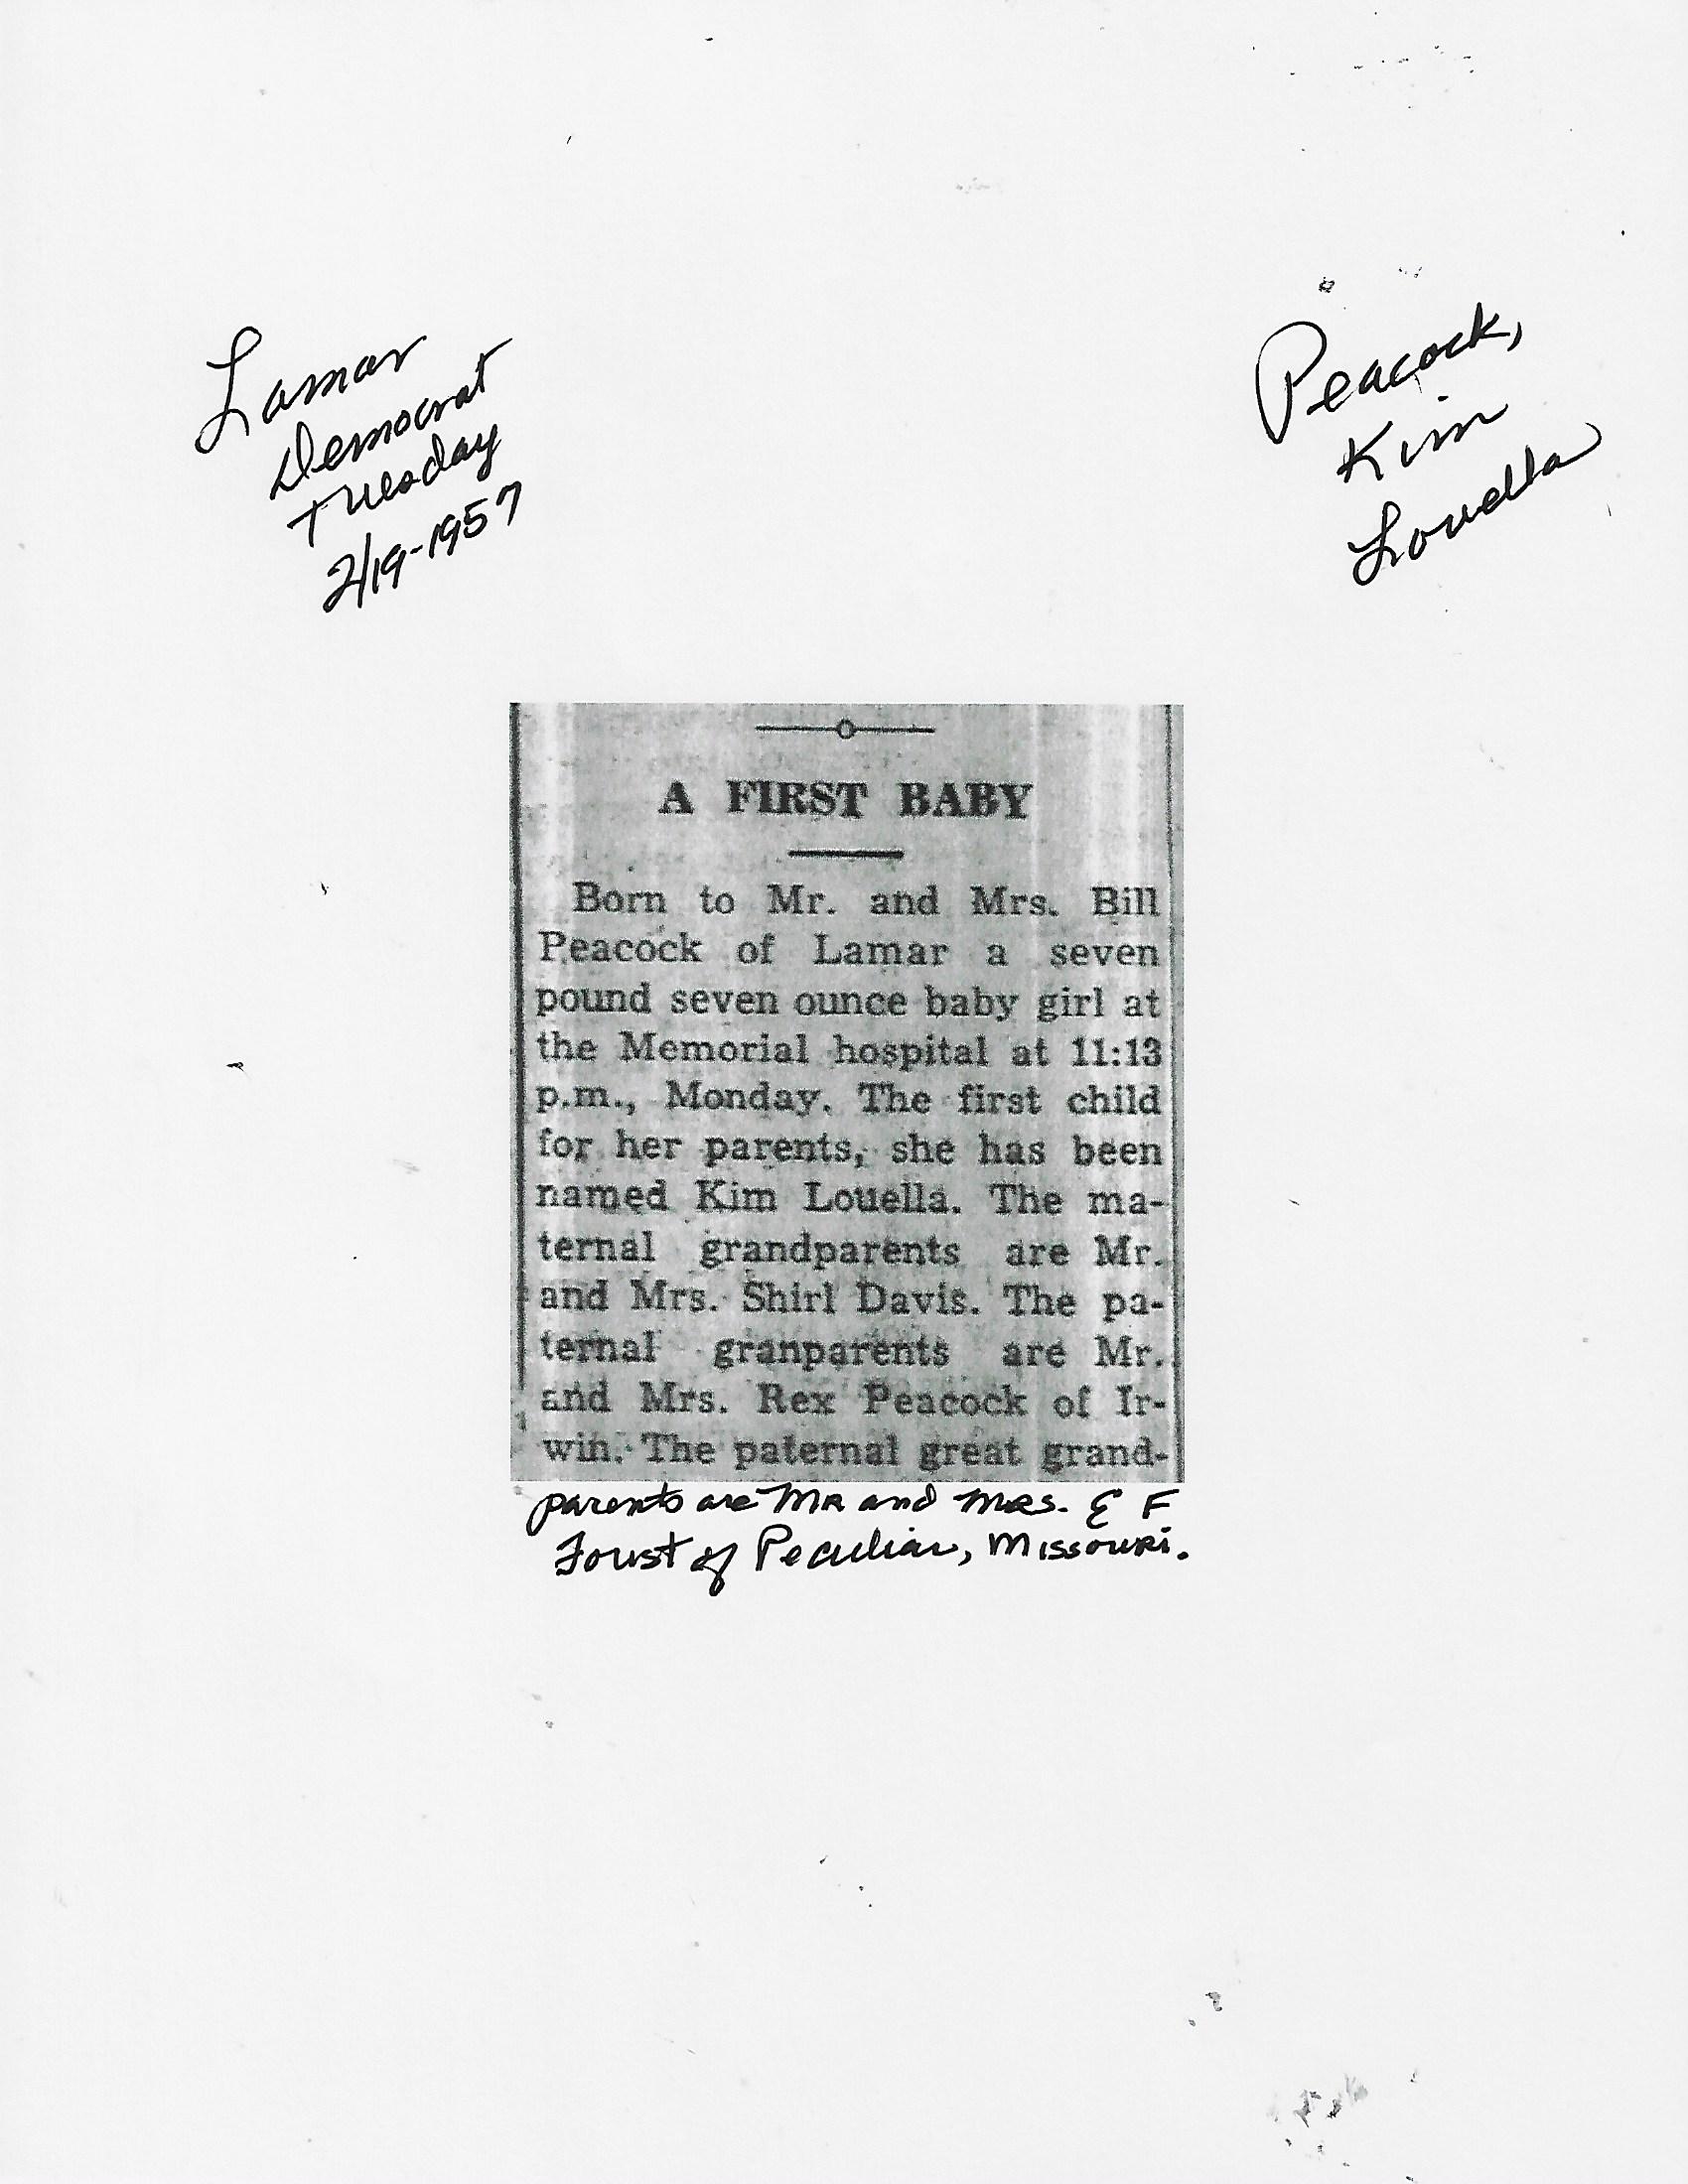 Lamar
Democrat
Tuesday
2/19-1957
Peacock,
Kim
Louella
A FIRST BABY
Born to Mr. and Mrs. Bill
Peacock of Lamar a seven
pound seven ounce baby girl at
the Memorial hospital at 11:13
p.m., Monday. The first child
for her parents, she has been
named Kim Louella. The ma-
ternal grandparents are Mr.
and Mrs. Shirl Davis. The pa-
ternal granparents are Mr.
and Mrs. Rex Peacock of Ir-
win. The paternal great grand-
parents are MR and MRS. E F
Foust of Peculiar, Missouri.